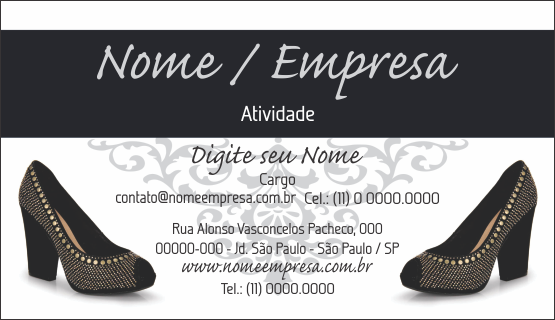 Nome / Empresa
Atividade
Digite seu Nome
Cargo
contato@nomeempresa.com.br Cel.: (11) 0 0000.0000
Rua Alonso Vasconcelos Pacheco, 000
00000-000 - Jd. São Paulo - São Paulo / SP
www.nomeempresa.com.br
Tel.: (11) 0000.0000